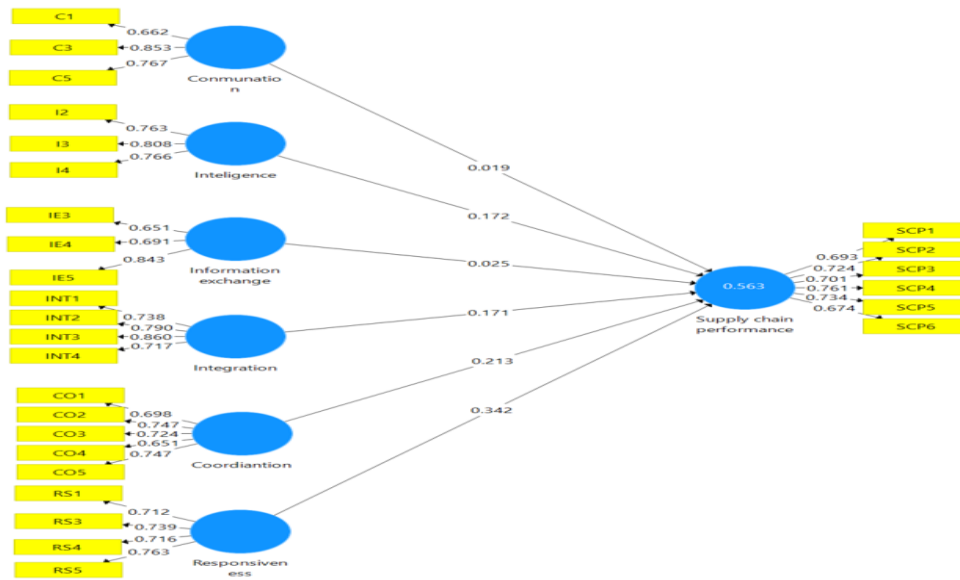 C1
0.662
C3
0.853
C5
0.767
Conmunatio
n
I2
0.763
I3
0.808
I4
0.766
Inteligence
IE3
0.651
IE4
0.691
IE5
0.843
Information
exchange
INT1
0.738
INT2
0.790
INT3
0.860
INT4
0.717
Integration
CO1
0.698
CO2
0.747
CO3
0.724
CO4
0.651
CO5
0.747
Coordiantion
RS1
0.712
RS3
0.739
RS4
0.716
RS5
0.763
Responsiven
ess
0.019
0.172
0.025
0.171
0.213
0.342
0.563
Supply chain
performance
SCP1
0.693
SCP2
0.724
SCP3
0.701
SCP4
0.761
SCP5
0.734
SCP6
0.674